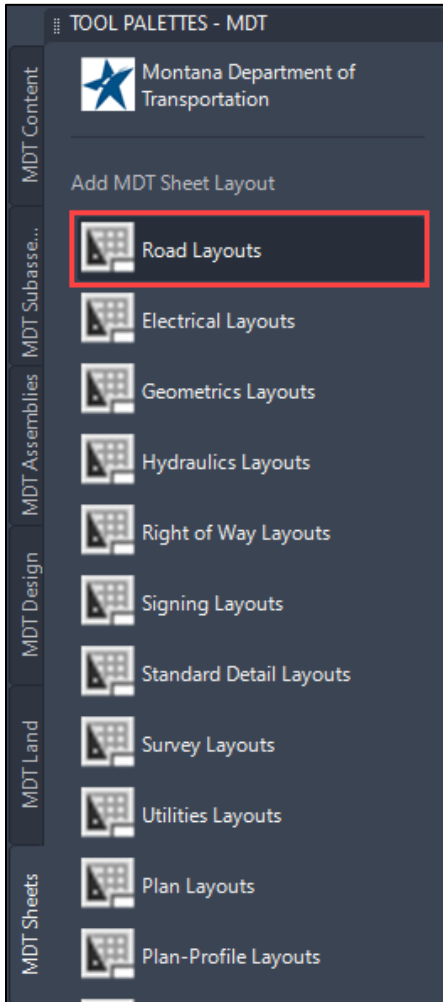 TOOL PALETTES - MDT
Montana Department of
Transportation
Add MDT Sheet Layout
Road Layouts
Electrical Layouts
Geometrics Layouts
Hydraulics Layouts
Right of Way Layouts
Signing Layouts
Standard Detail Layouts
Survey Layouts
Utilities Layouts
Plan Layouts
Plan-Profile Layouts
MDT Content
MDT Subasse...
MDT Assemblies
MDT Design
MDT Land
MDT Sheets